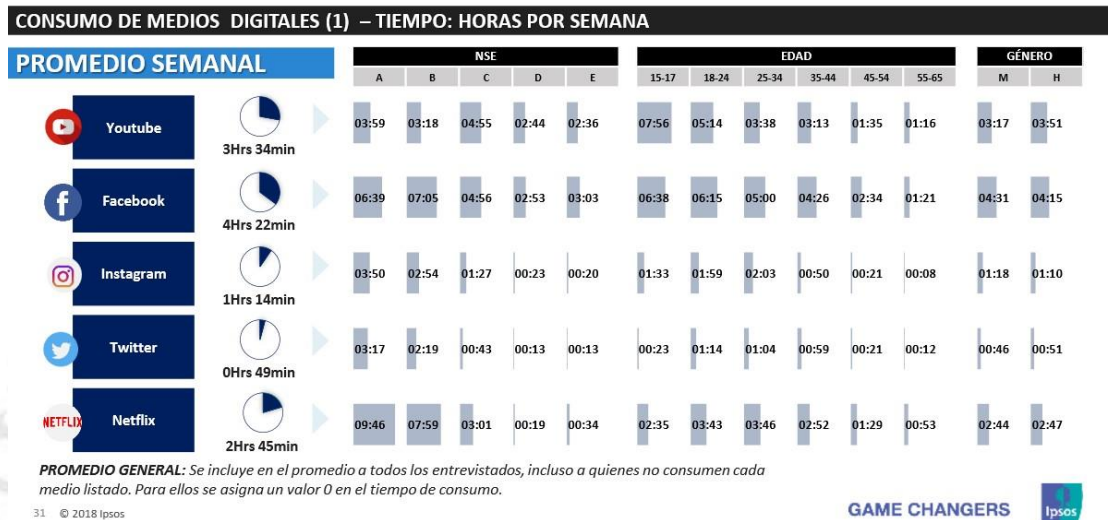 CONSUMO DE MEDIOS DIGITALES (1) – TIEMPO: HORAS POR SEMANA
PROMEDIO SEMANAL
NSE EDAD GÉNERO
A B C D E 15-17 18-24 25-34 35-44 45-54 55-65 M H
Youtube 03:59 03:18 04:55 02:44 02:36 07:56 05:14 03:38 03:13 01:35 01:16 03:17 03:51
3Hrs 34min
f Facebook 06:39 07:05 04:56 02:53 03:03 06:38 06:15 05:00 04:26 02:34 01:21 04:31 04:15
4Hrs 22min
Instagram 03:50 02:54 01:27 00:23 00:20 01:33 01:59 02:03 00:50 00:21 00:08 01:18 01:10
1Hrs 14min
Twitter 03:17 02:19 00:43 00:13 00:13 00:23 01:14 01:04 00:59 00:21 00:12 00:46 00:51
0Hrs 49min
NETFLIX Netflix 09:46 07:59 03:01 00:19 00:34 02:35 03:43 03:46 02:52 01:29 00:53 02:44 02:47
2Hrs 45min
PROMEDIO GENERAL: Se incluye en el promedio a todos los entrevistados, incluso a quienes no consumen cada
medio listado. Para ellos se asigna un valor 0 en el tiempo de consumo.
31 © 2018 Ipsos
GAME CHANGERS
Ipsos